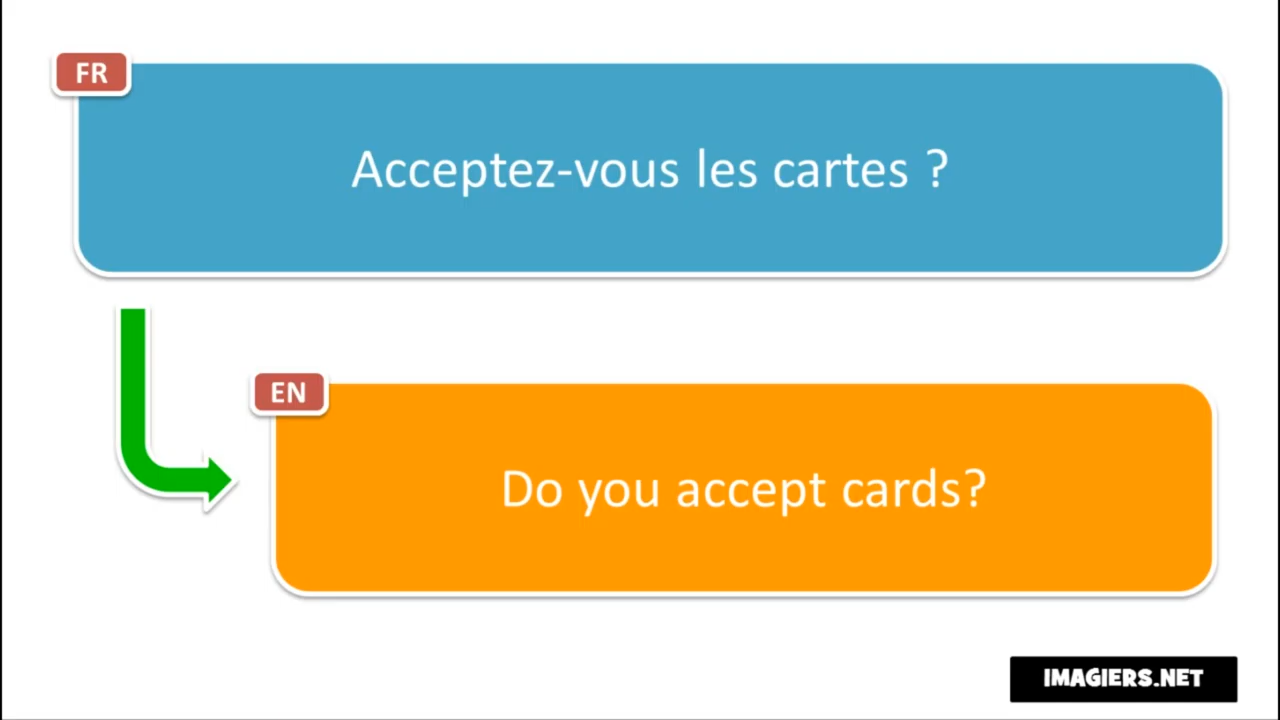 FR
Acceptez-vous les cartes ?
EN
Do you accept cards?
IMAGIERS.NET